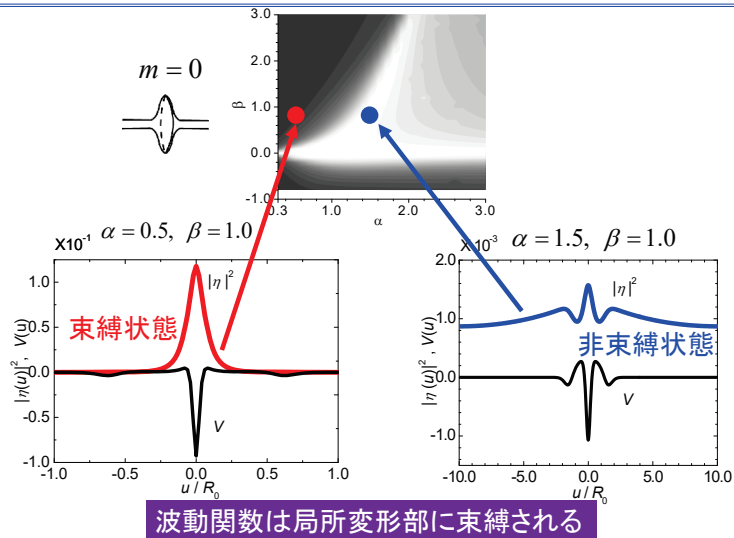 m = 0
3.0
2.0
1.0
0.0
-1.0
β
0.3
1.0
2.0
3.0
α
X10⁻¹
α = 0.5, β = 1.0
1.0
0.5
0.0
-0.5
-1.0
|η(u)|², V(u)
|η|²
束縛状態
V
-1.0
-0.5
0.0
0.5
1.0
u / R₀
X10⁻³
α = 1.5, β = 1.0
2.0
1.0
0.0
-1.0
|η(u)|², V(u)
|η|²
非束縛状態
V
-10.0
-5.0
0.0
5.0
10.0
u / R₀
波動関数は局所変形部に束縛される